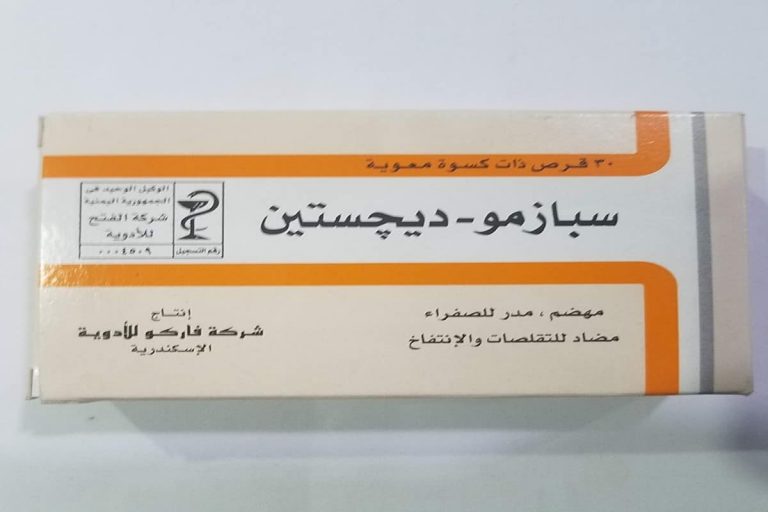 ٣٠ قرص ذات كسوة معوية
سبازمو-ديچستين
الوكيل الوحيد فى
الجمهورية اليمنية
شركة الفتح
للأدوية
رقم التسجيل
٠٠٠٤٥٠٩
مهضم ، مدر للصفراء
مضاد للتقلصات والإنتفاخ
إنتاج
شركة فاركو للأدوية
الإسكندرية